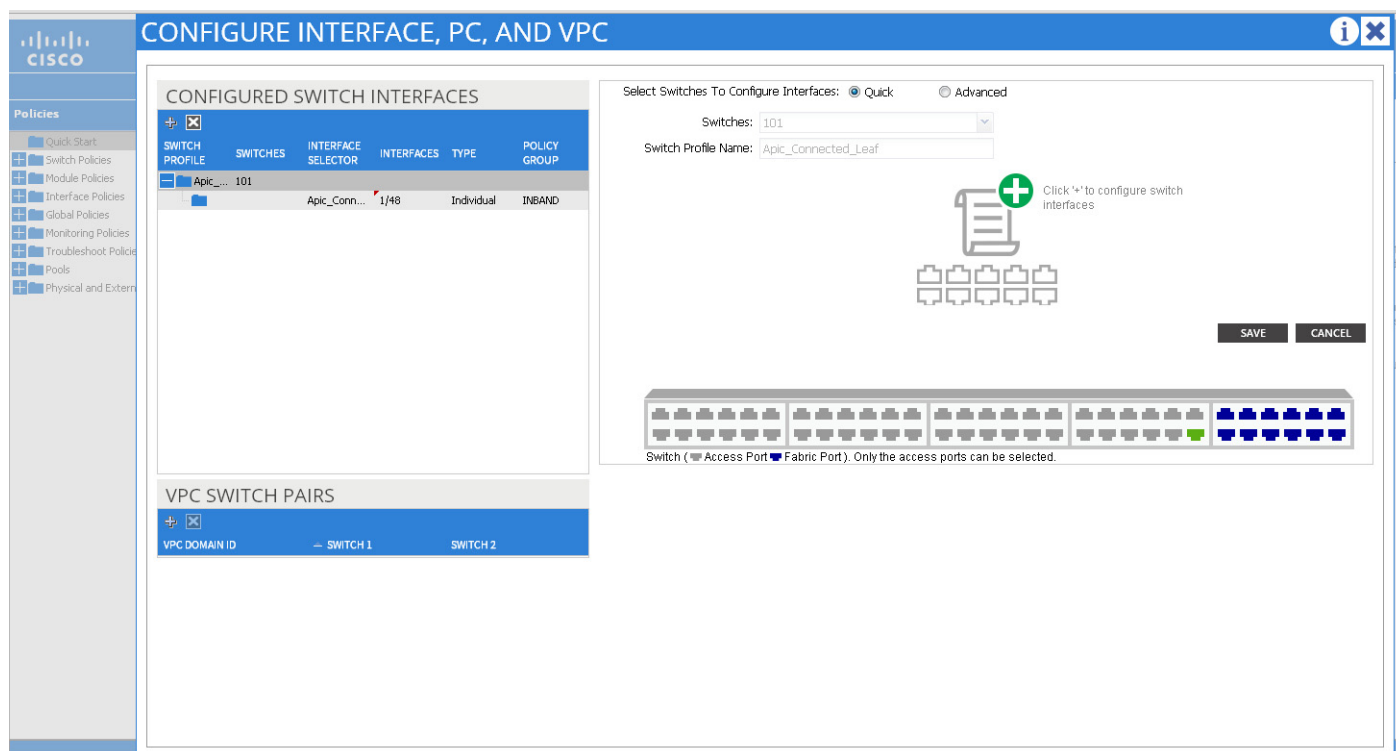 CISCO
CONFIGURE INTERFACE, PC, AND VPC
i
Policies
Quick Start
Switch Policies
Module Policies
Interface Policies
Global Policies
Monitoring Policies
Troubleshoot Policie
Pools
Physical and Extern
CONFIGURED SWITCH INTERFACES
SWITCH PROFILE SWITCHES INTERFACE SELECTOR INTERFACES TYPE POLICY GROUP
Apic_... 101
Apic_Conn... 1/48 Individual INBAND
VPC SWITCH PAIRS
VPC DOMAIN ID SWITCH 1 SWITCH 2
Select Switches To Configure Interfaces: Quick Advanced
Switches: 101
Switch Profile Name: Apic_Connected_Leaf
Click '+' to configure switch
interfaces
SAVE CANCEL
Switch ( Access Port Fabric Port ). Only the access ports can be selected.